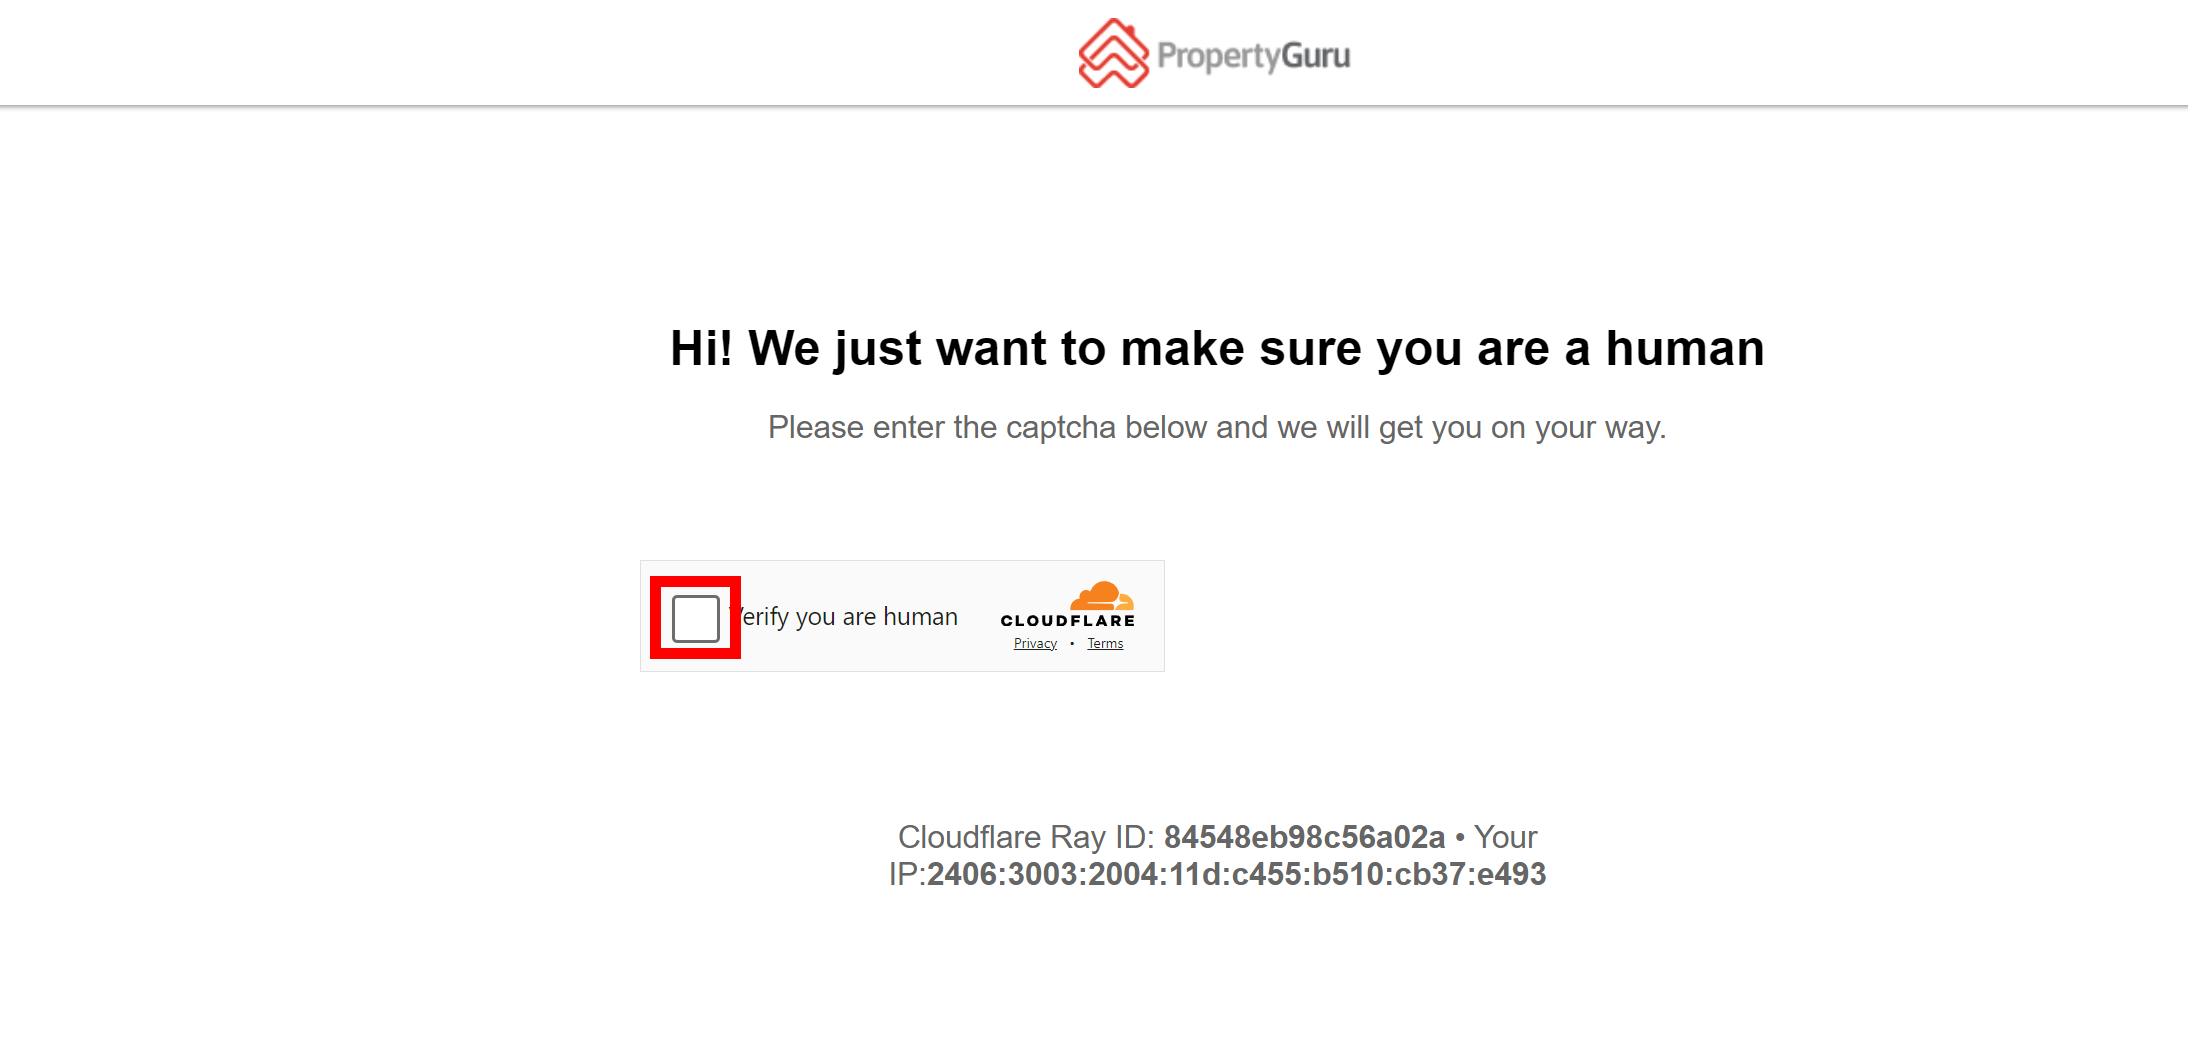 PropertyGuru
Hi! We just want to make sure you are a human
Please enter the captcha below and we will get you on your way.
Verify you are human
CLOUDFLARE
Privacy • Terms
Cloudflare Ray ID: 84548eb98c56a02a • Your
IP:2406:3003:2004:11d:c455:b510:cb37:e493